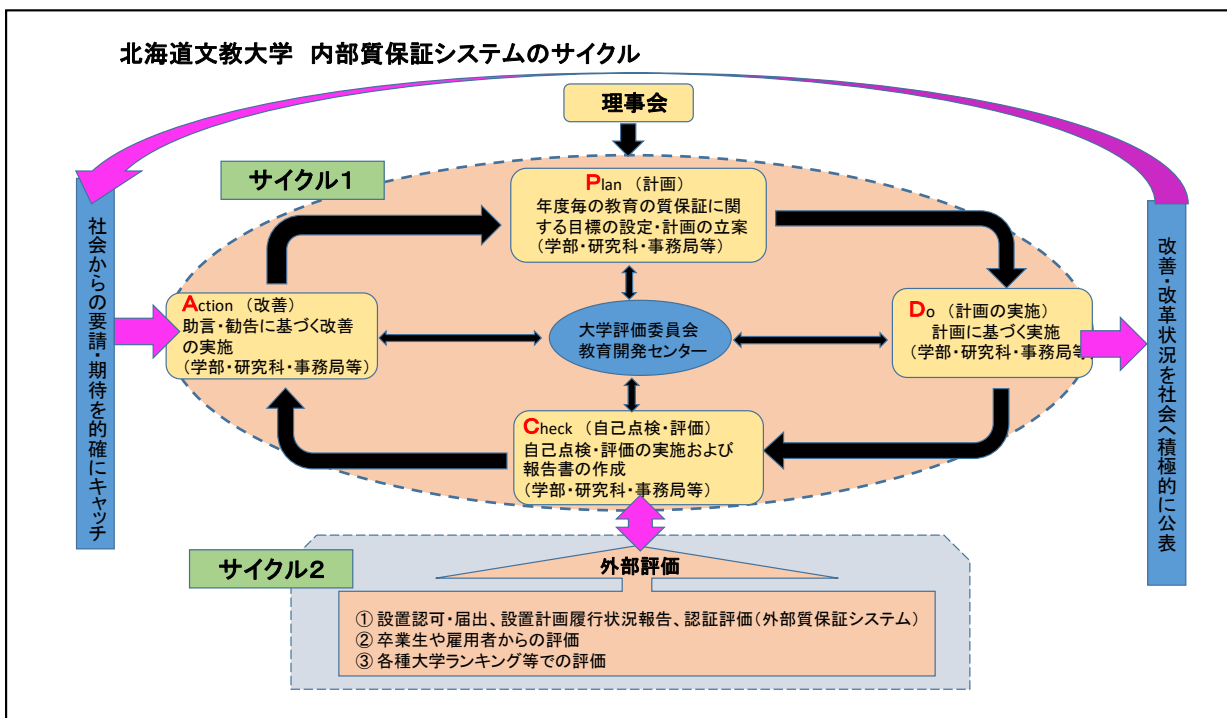 北海道文教大学　内部質保証システムのサイクル
理事会
サイクル１
Plan （計画）
年度毎の教育の質保証に関
する目標の設定・計画の立案
（学部・研究科・事務局等）
社会からの要請・期待を的確にキャッチ
Action （改善）
助言・勧告に基づく改善
の実施
（学部・研究科・事務局等）
大学評価委員会
教育開発センター
Do （計画の実施）
計画に基づく実施
（学部・研究科・事務局等）
改善・改革状況を社会へ積極的に公表
Check （自己点検・評価）
自己点検・評価の実施および
報告書の作成
（学部・研究科・事務局等）
サイクル２
外部評価
① 設置認可・届出、設置計画履行状況報告、認証評価（外部質保証システム）
② 卒業生や雇用者からの評価
③ 各種大学ランキング等での評価